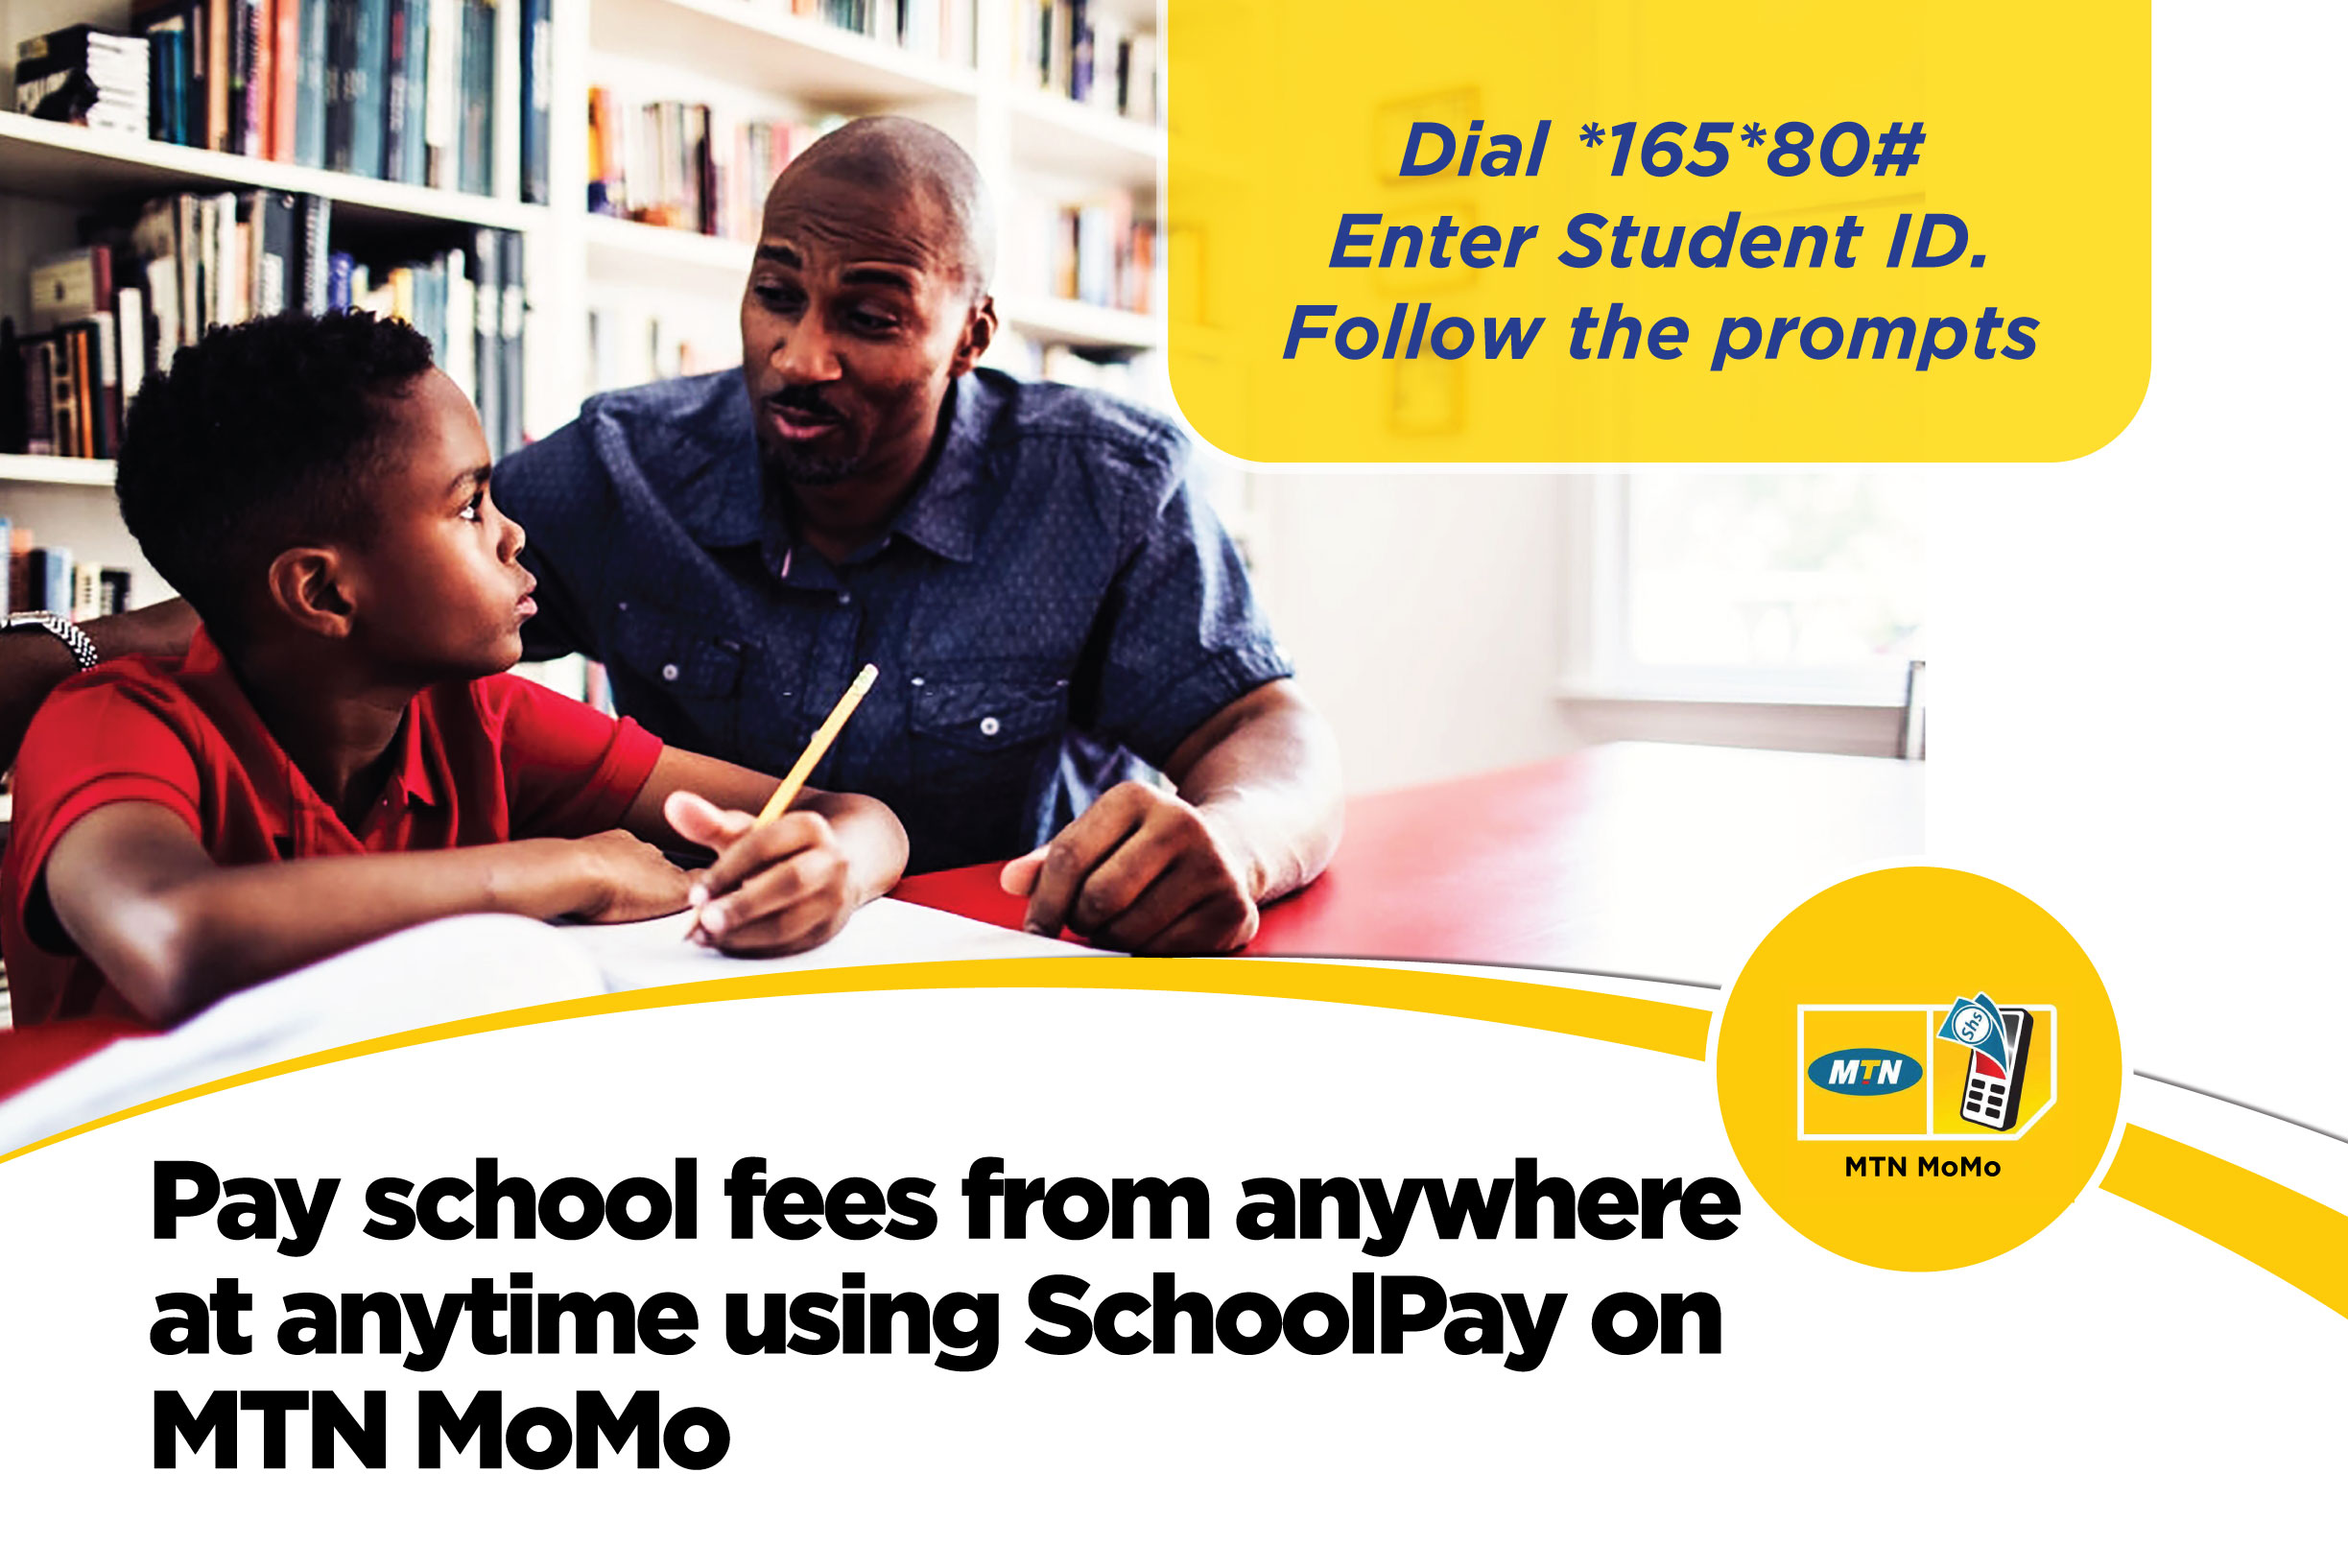 Dial *165*80#
Enter Student ID.
Follow the prompts
Shs
MTN
MTN MoMo
Pay school fees from anywhere
at anytime using SchoolPay on
MTN MoMo